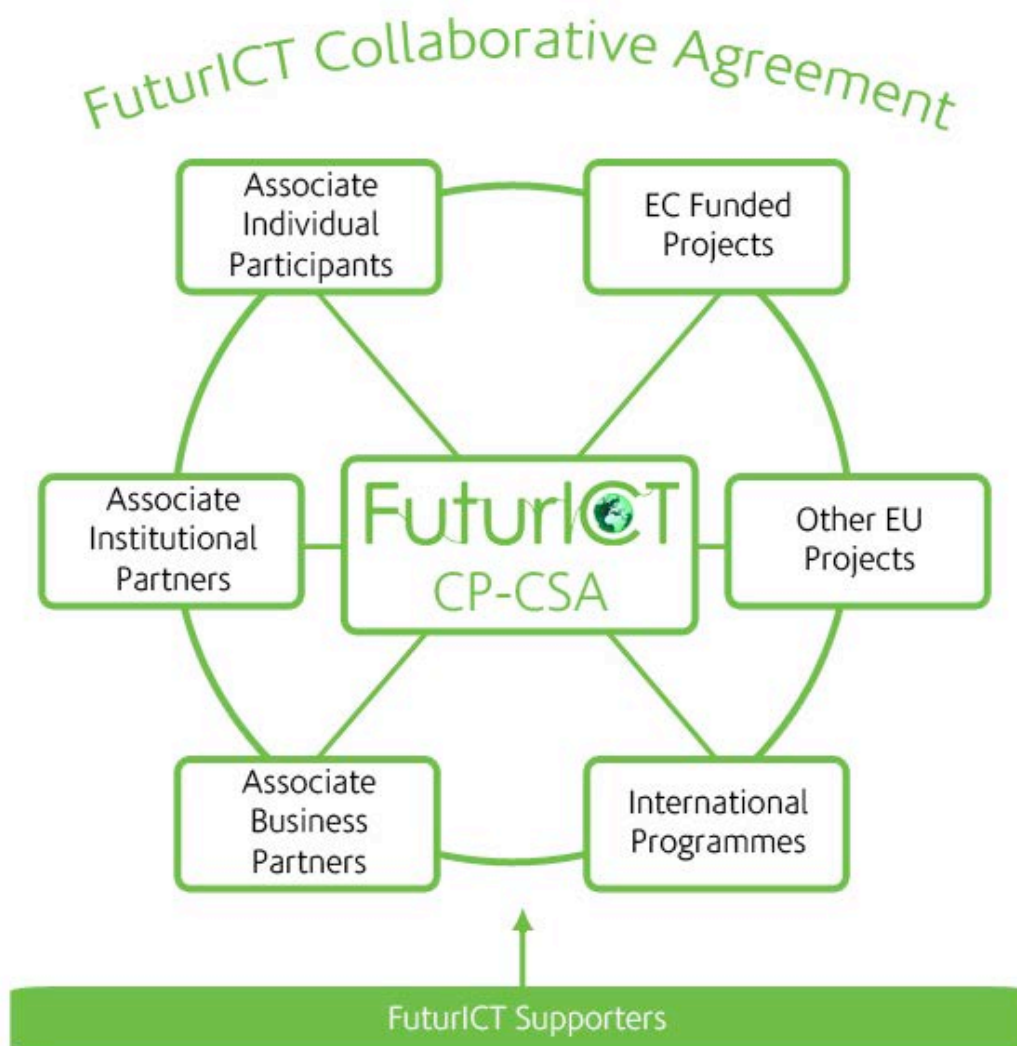 FuturICT Collaborative Agreement
Associate
Individual
Participants
EC Funded
Projects
Associate
Institutional
Partners
FuturICT
CP-CSA
Other EU
Projects
Associate
Business
Partners
International
Programmes
FuturICT Supporters